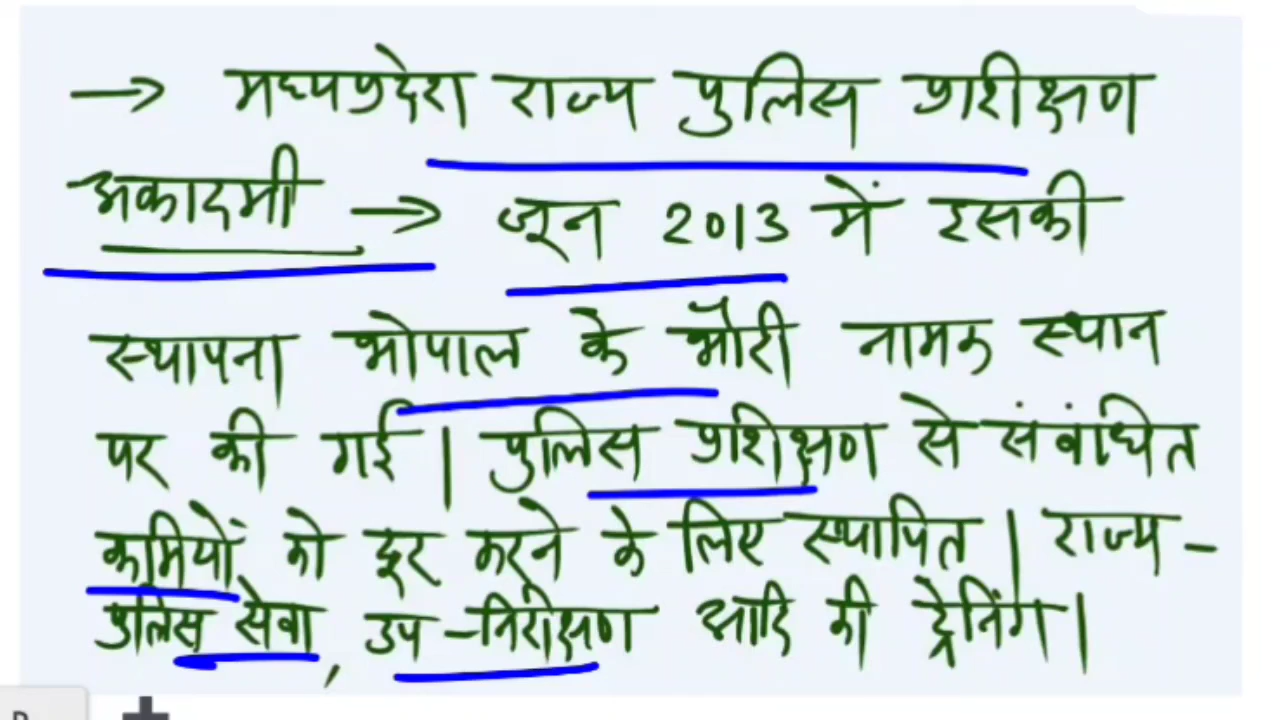 → मध्यप्रदेश राज्य पुलिस प्रशिक्षण
अकादमी → जून 2013 में इसकी
स्थापना भोपाल के भौरी नामक स्थान
पर की गई। पुलिस प्रशिक्षण से संबंधित
कमियों को दूर करने के लिए स्थापित। राज्य -
पुलिस सेवा, उप - निरीक्षण आदि की ट्रेनिंग।